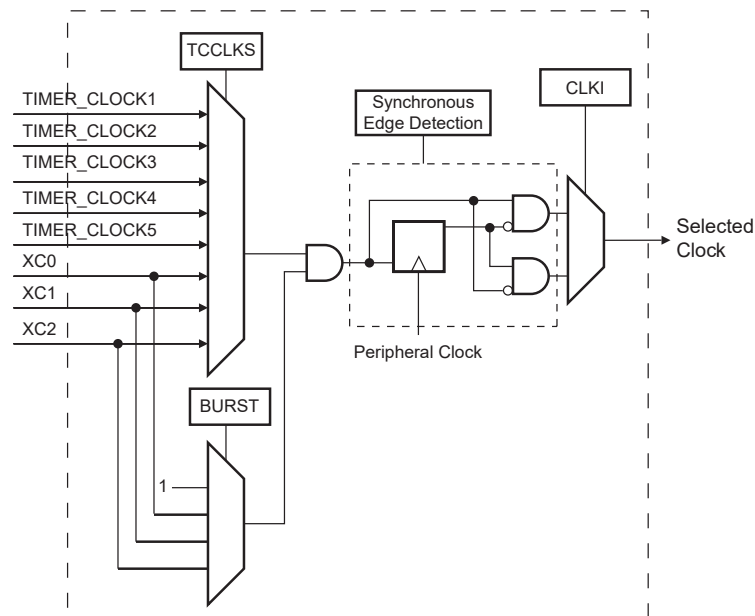 TCCLKS
TIMER_CLOCK1
TIMER_CLOCK2
TIMER_CLOCK3
TIMER_CLOCK4
TIMER_CLOCK5
XC0
XC1
XC2
Synchronous
Edge Detection
CLKI
Selected
Clock
Peripheral Clock
BURST
1